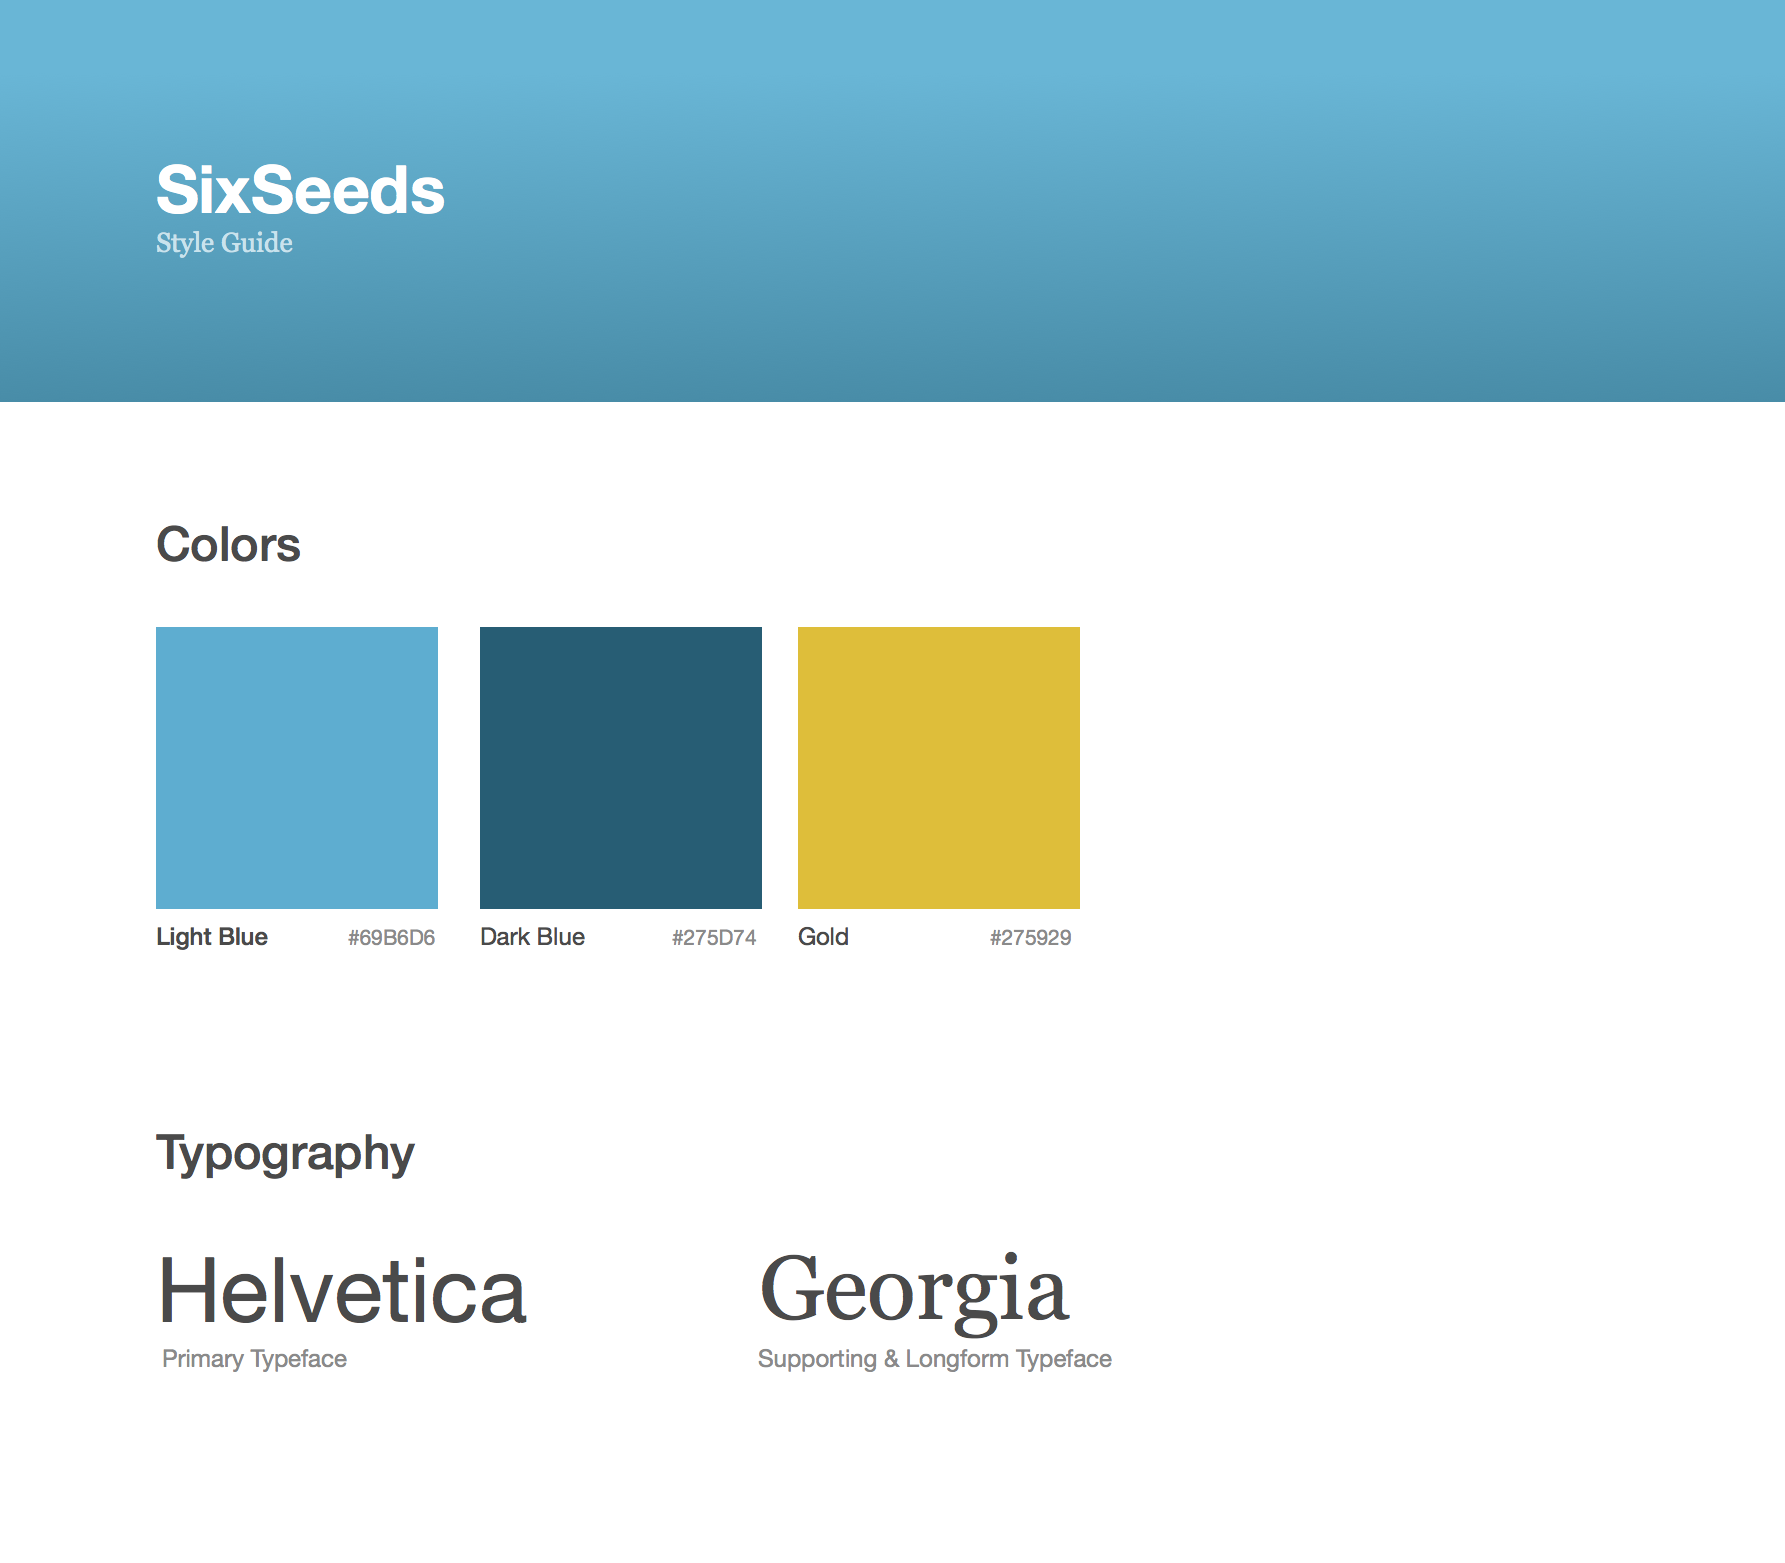 SixSeeds
Style Guide
Colors
Light Blue #69B6D6 Dark Blue #275D74 Gold #275929
Typography
Helvetica Georgia
Primary Typeface Supporting & Longform Typeface